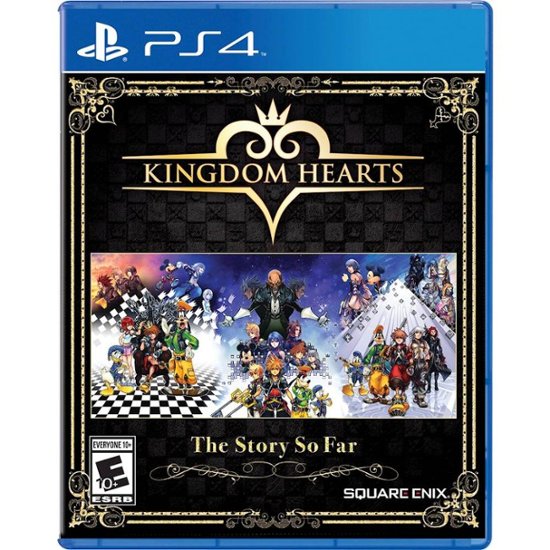 PS4
KINGDOM HEARTS
The Story So Far
EVERYONE 10+
E
10+
ESRB
SQUARE ENIX